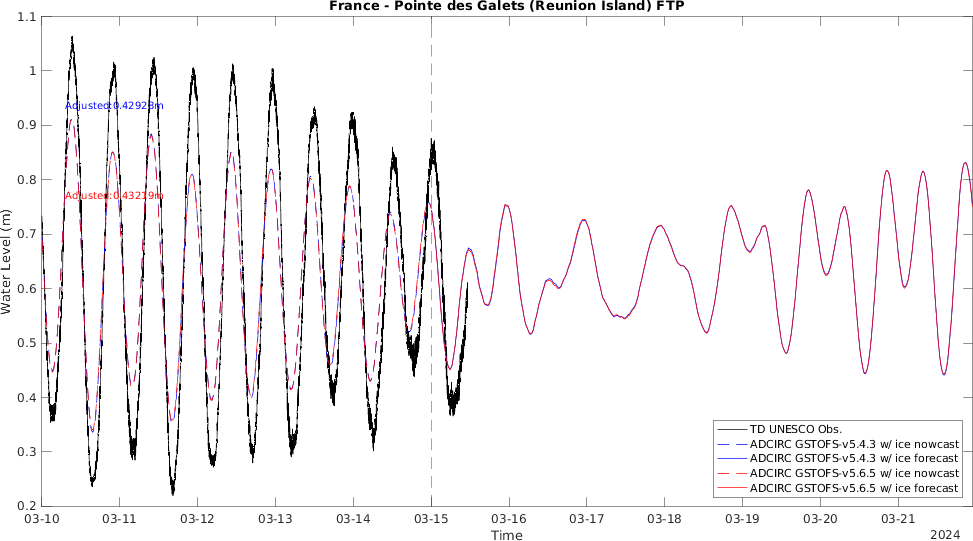 France - Pointe des Galets (Reunion Island) FTP
1.1
1
0.9
0.8
0.7
0.6
0.5
0.4
0.3
0.2
Water Level (m)
Adjusted:0.42928m
Adjusted:0.43219m
TD UNESCO Obs.
ADCIRC GSTOFS-v5.4.3 w/ ice nowcast
ADCIRC GSTOFS-v5.4.3 w/ ice forecast
ADCIRC GSTOFS-v5.6.5 w/ ice nowcast
ADCIRC GSTOFS-v5.6.5 w/ ice forecast
03-10 03-11 03-12 03-13 03-14 03-15 03-16 03-17 03-18 03-19 03-20 03-21
Time
2024